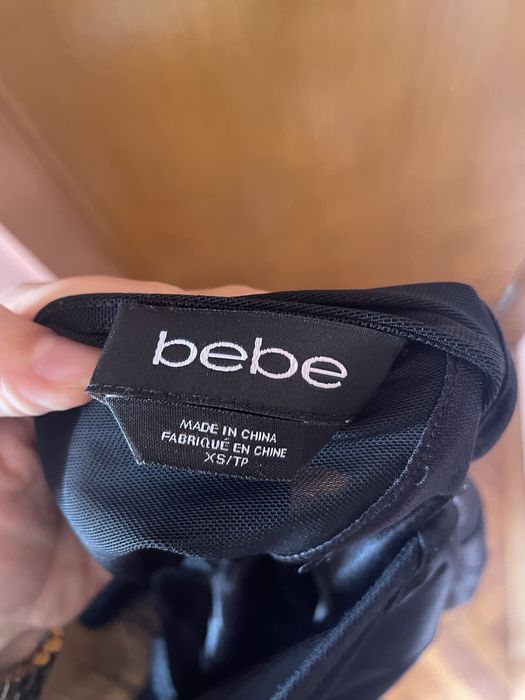 bebe
MADE IN CHINA
FABRIQUÉ EN CHINE
XS/TP